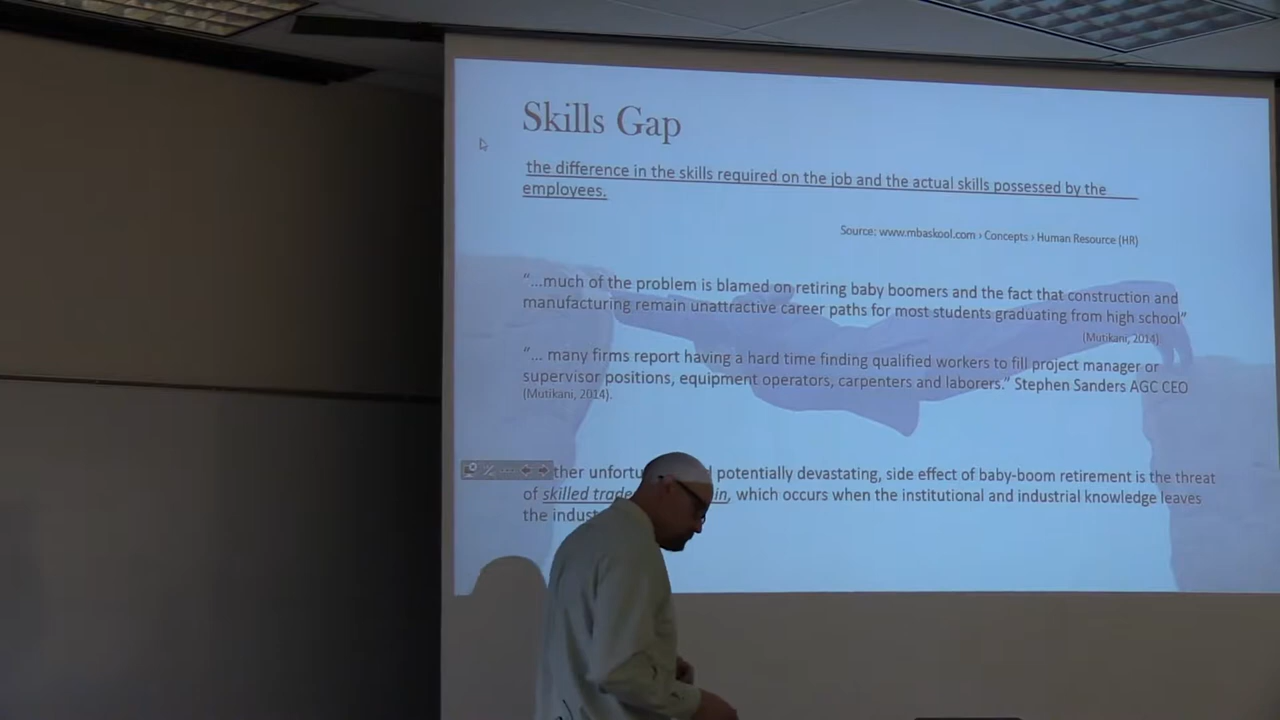 Skills Gap
the difference in the skills required on the job and the actual skills possessed by the
employees.
Source: www.mbaskool.com › Concepts › Human Resource (HR)
“…much of the problem is blamed on retiring baby boomers and the fact that construction and
manufacturing remain unattractive career paths for most students graduating from high school”
(Mutikani, 2014)
“… many firms report having a hard time finding qualified workers to fill project manager or
supervisor positions, equipment operators, carpenters and laborers.” Stephen Sanders AGC CEO
(Mutikani, 2014).
potentially devastating, side effect of baby-boom retirement is the threat
of skilled which occurs when the institutional and industrial knowledge leaves
the